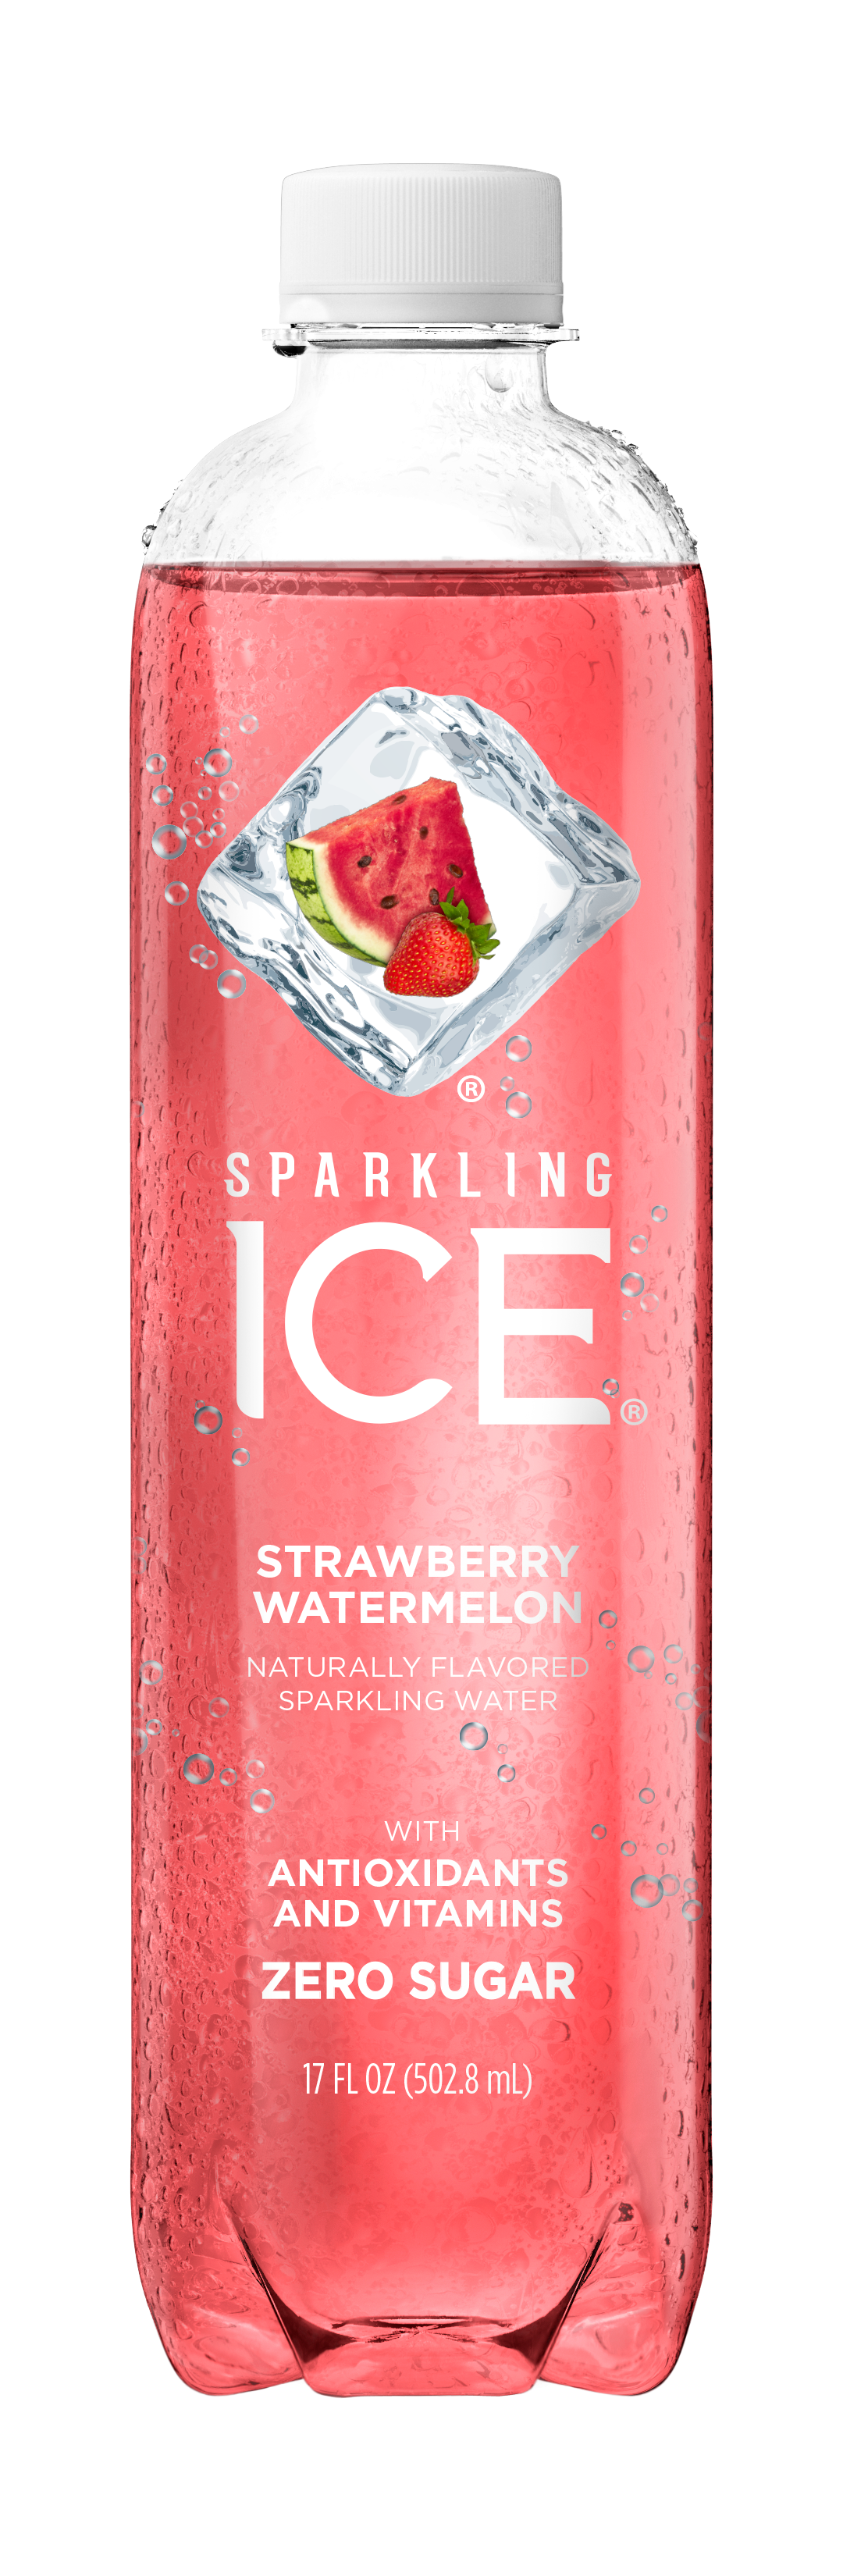 ®
SPARKLING
ICE®
STRAWBERRY
WATERMELON
NATURALLY FLAVORED
SPARKLING WATER
WITH
ANTIOXIDANTS
AND VITAMINS
ZERO SUGAR
17 FL OZ (502.8 mL)